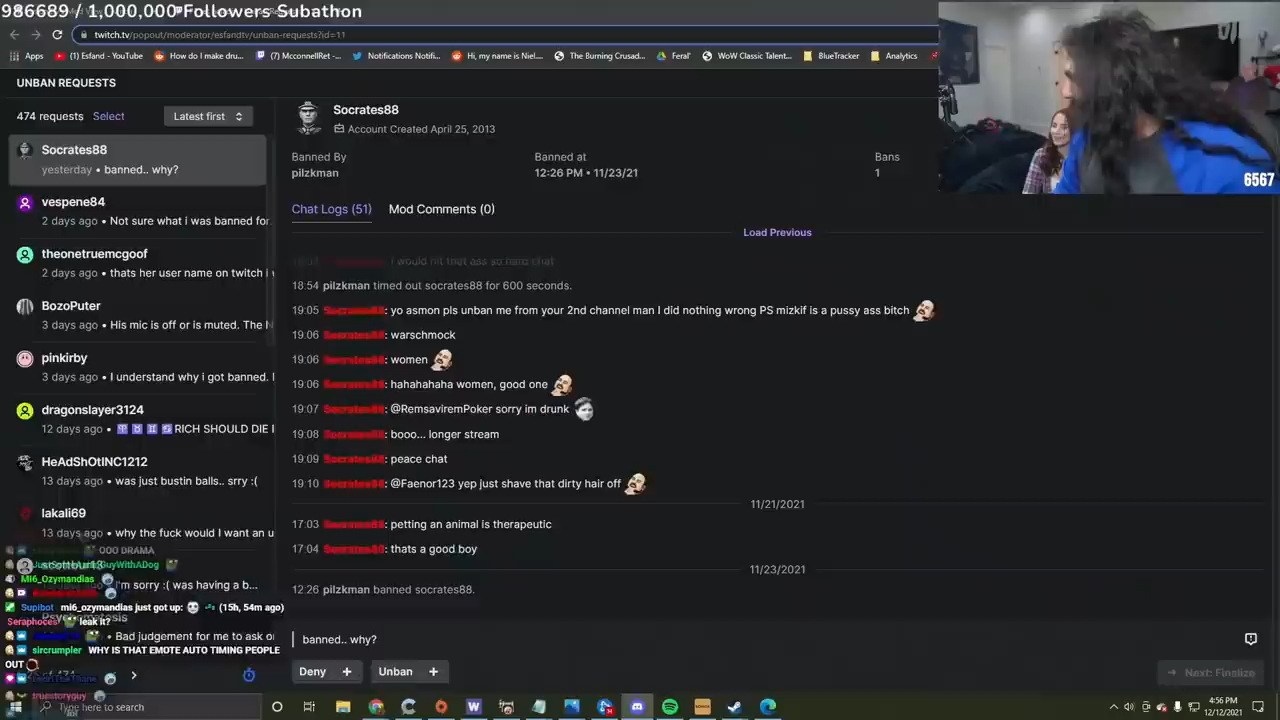 986689 / 1,000,000 Followers Subathon
twitch.tv/popout/moderator/esfandtv/unban-requests?id=11
Apps
(1) Esfand - YouTube
How do i make dru...
(7) McconnellRet -...
Notifications Notifi...
Hi, my name is Niel...
The Burning Crusad...
Feral'
WoW Classic Talent...
BlueTracker
Analytics
6567
UNBAN REQUESTS
474 requests Select
Latest first
Socrates88
yesterday • banned.. why?
vespene84
2 days ago • Not sure what i was banned for.
theonetruemcgoof
2 days ago • thats her user name on twitch i
BozoPuter
3 days ago • His mic is off or is muted. The
pinkirby
3 days ago • I understand why i got banned.
dragonslayer3124
12 days ago • RICH SHOULD DIE
HeAdShOtINC1212
13 days ago • was just bustin balls.. srry :(
lakali69
13 days ago • why the fuck would I want an u
I'm sorry :( was having a b...
• Bad judgement for me to ask or
OOO DRAMA
GuyWithADog
MI6_Ozymandias
Supibot mi6_ozymandias just got up: (15h, 54m ago)
Seraphoces leak it?
sircrumpler WHY IS THAT EMOTE AUTO TIMING PEOPLE
OUT
truestoryguy
Socrates88
Account Created April 25, 2013
Banned By
pilzkman
Banned at
12:26 PM • 11/23/21
Bans
1
Chat Logs (51)
Mod Comments (0)
Load Previous
i would hit that ass so hard chat
18:54 pilzkman timed out socrates88 for 600 seconds.
19:05 Socrates88: yo asmon pls unban me from your 2nd channel man I did nothing wrong PS mizkif is a pussy ass bitch
19:06 Socrates88: warschmock
19:06 Socrates88: women
19:06 Socrates88: hahahahaha women, good one
19:07 Socrates88: @RemsaviremPoker sorry im drunk
19:08 Socrates88: booo... longer stream
19:09 Socrates88: peace chat
19:10 Socrates88: @Faenor123 yep just shave that dirty hair off
11/21/2021
17:03 Socrates88: petting an animal is therapeutic
17:04 Socrates88: thats a good boy
11/23/2021
12:26 pilzkman banned socrates88.
banned.. why?
Deny +
Unban +
Next: Finalize
Type here to search
4:56 PM
12/12/2021